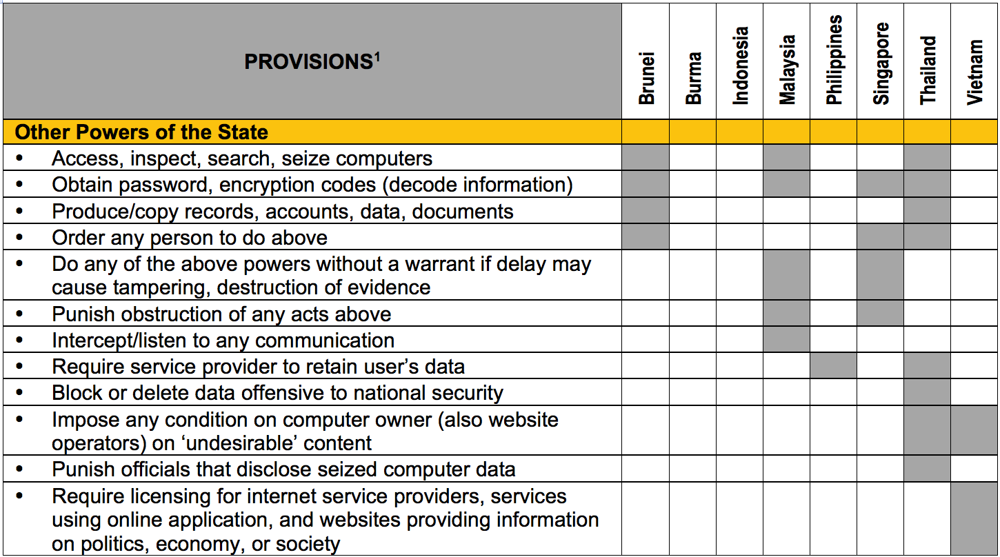 PROVISIONS¹
Brunei
Burma
Indonesia
Malaysia
Philippines
Singapore
Thailand
Vietnam
Other Powers of the State
• Access, inspect, search, seize computers
• Obtain password, encryption codes (decode information)
• Produce/copy records, accounts, data, documents
• Order any person to do above
• Do any of the above powers without a warrant if delay may
cause tampering, destruction of evidence
• Punish obstruction of any acts above
• Intercept/listen to any communication
• Require service provider to retain user’s data
• Block or delete data offensive to national security
• Impose any condition on computer owner (also website
operators) on ‘undesirable’ content
• Punish officials that disclose seized computer data
• Require licensing for internet service providers, services
using online application, and websites providing information
on politics, economy, or society